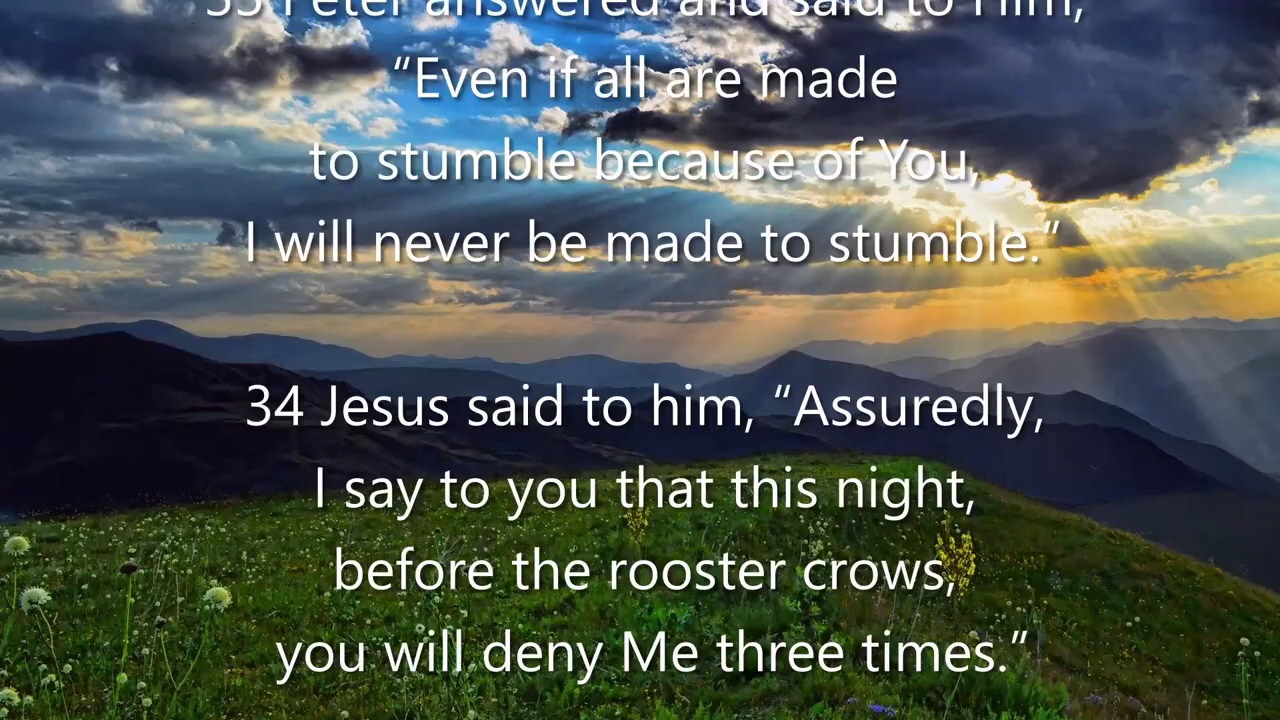 33 Peter answered and said to Him,
“Even if all are made
to stumble because of You,
I will never be made to stumble.”
34 Jesus said to him, “Assuredly,
I say to you that this night,
before the rooster crows,
you will deny Me three times.”